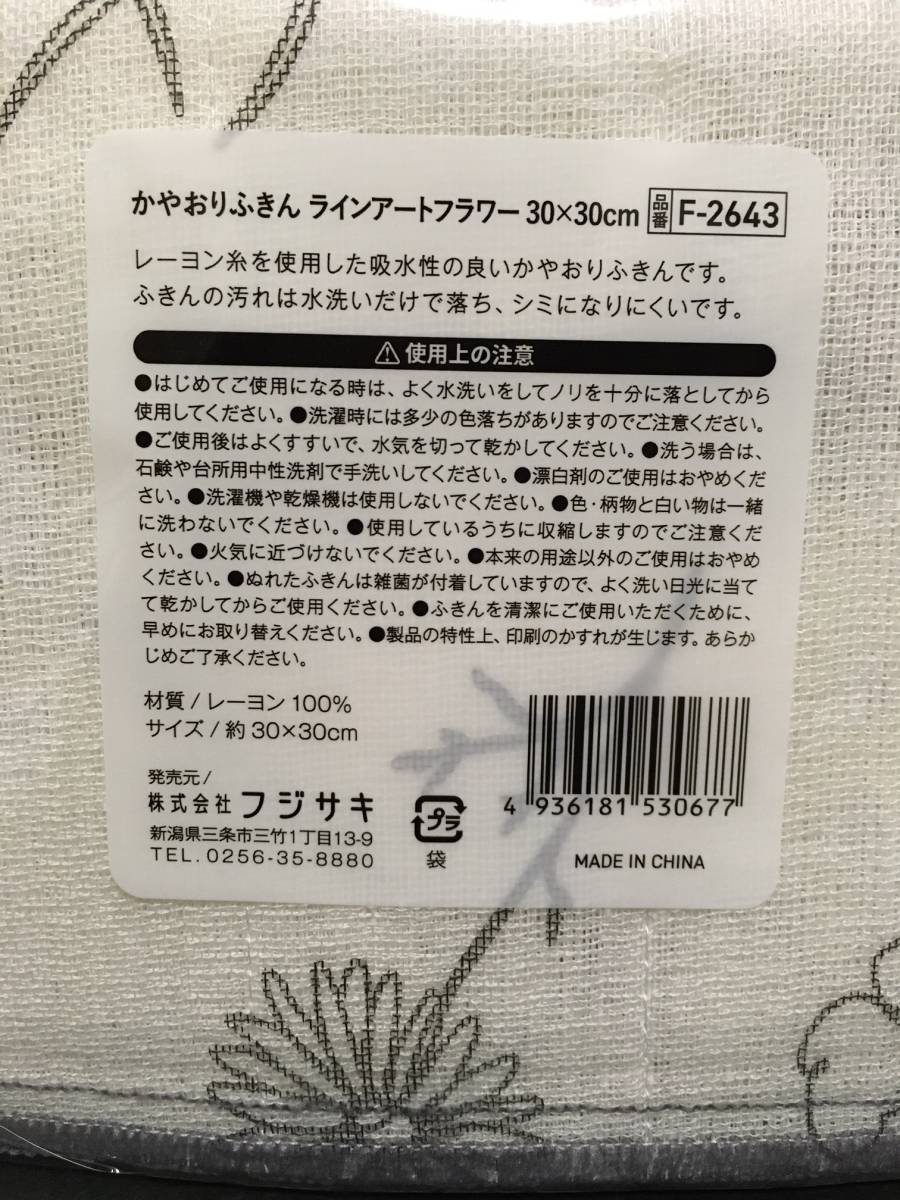 かやおりふきん ラインアートフラワー 30×30cm 品番 F-2643
レーヨン糸を使用した吸水性の良いかやおりふきんです。
ふきんの汚れは水洗いだけで落ち、シミになりにくいです。
⚠使用上の注意
●はじめてご使用になる時は、よく水洗いをしてノリを十分に落としてから
使用してください。●洗濯時には多少の色落ちがありますのでご注意ください。
●ご使用後はよくすすいで、水気を切って乾かしてください。●洗う場合は、
石鹸や台所用中性洗剤で手洗いしてください。●漂白剤のご使用はおやめくだ
さい。●洗濯機や乾燥機は使用しないでください。●色・柄物と白い物は一緒
に洗わないでください。●使用しているうちに収縮しますのでご注意くだ
さい。●火気に近づけないでください。●本来の用途以外のご使用はおやめ
ください。●ぬれたふきんは雑菌が付着していますので、よく洗い日光に当て
て乾かしてからご使用ください。●ふきんを清潔にご使用いただくために、
早めにお取り替えください。●製品の特性上、印刷のかすれが生じます。あらか
じめご了承ください。
材質 / レーヨン 100%
サイズ / 約 30×30cm
発売元 /
株式会社 フジサキ
新潟県三条市三竹1丁目13-9
TEL. 0256-35-8880
プラ
袋
4 936181 530677
MADE IN CHINA